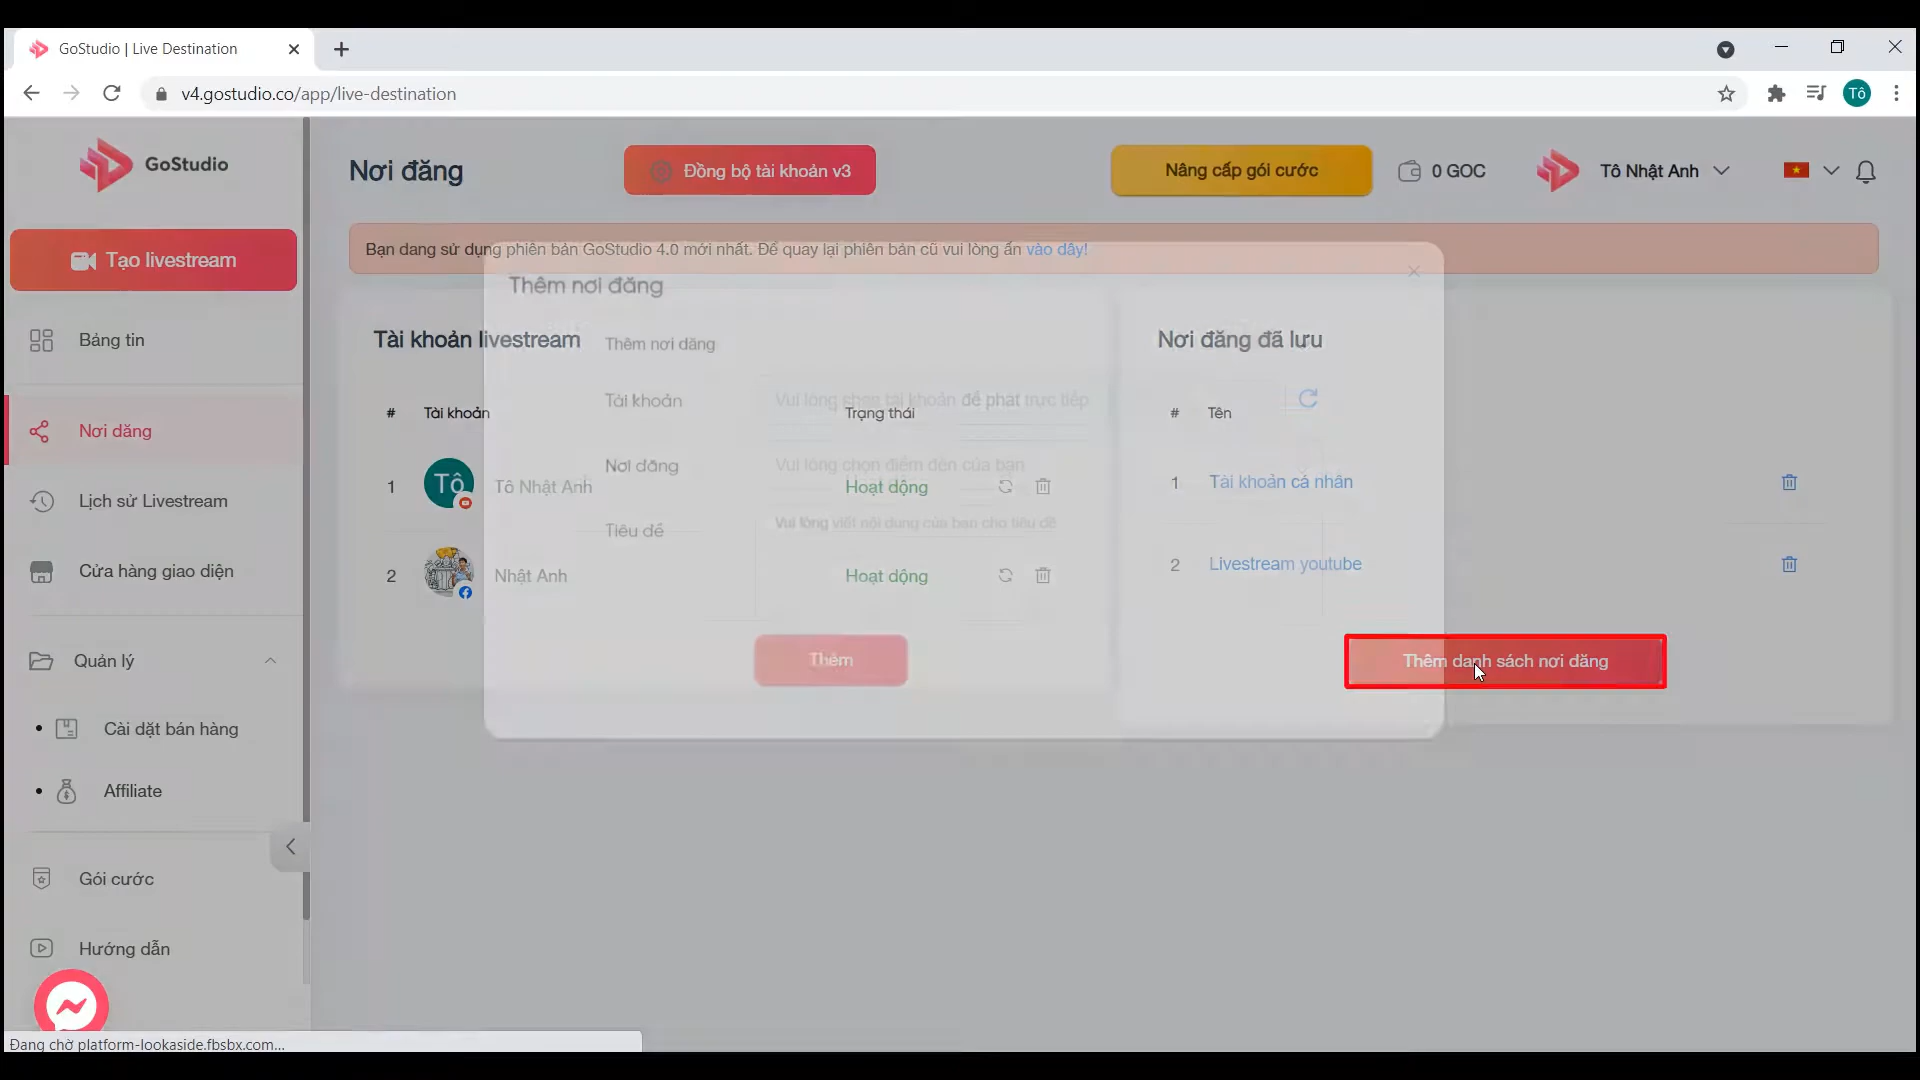 GoStudio | Live Destination
v4.gostudio.co/app/live-destination
Tô
GoStudio
Nơi đăng
Đồng bộ tài khoản v3
Nâng cấp gói cước
0 GOC
Tô Nhật Anh
Tạo livestream
Bạn đang sử dụng phiên bản GoStudio 4.0 mới nhất. Để quay lại phiên bản cũ vui lòng ấn vào đây!
Thêm nơi đăng
Bảng tin
Tài khoản livestream
Thêm nơi đăng
Nơi đăng đã lưu
Tài khoản
Vui lòng chọn tài khoản để phát trực tiếp
# Tài khoản
Trạng thái
# Tên
Nơi đăng
Nơi đăng
Vui lòng chọn điểm đến của bạn
1 Tô Tô Nhật Anh
Hoạt động
1 Tài khoản cá nhân
Lịch sử Livestream
Tiêu đề
Vui lòng viết nội dung của bạn cho tiêu đề
Cửa hàng giao diện
2 Nhật Anh
Hoạt động
2 Livestream youtube
Quản lý
Thêm
Thêm danh sách nơi đăng
Cài đặt bán hàng
Affiliate
Gói cước
Hướng dẫn
Đang chờ platform-lookaside.fbsbx.com...